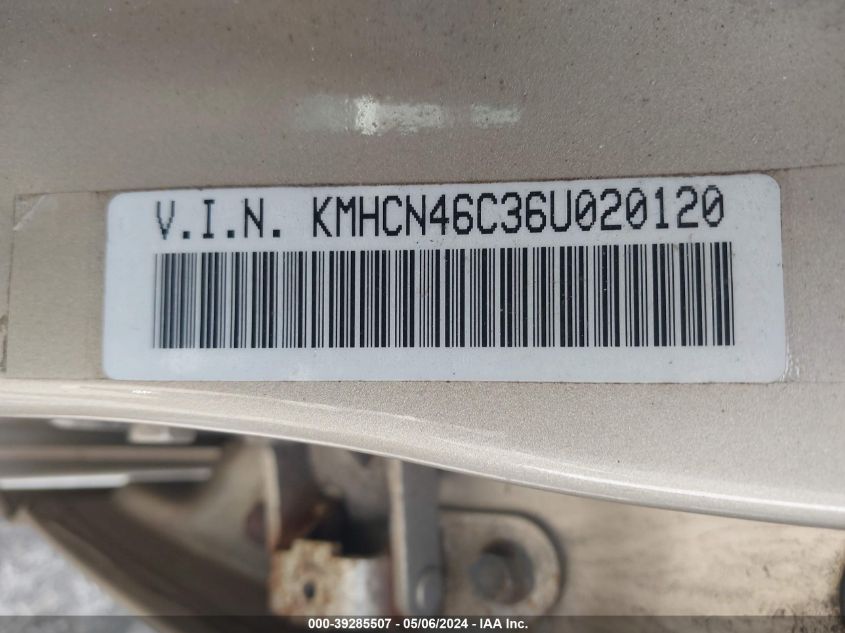 V.I.N. KMHCN46C36U020120
000-39285507 - 05/06/2024 - IAA Inc.